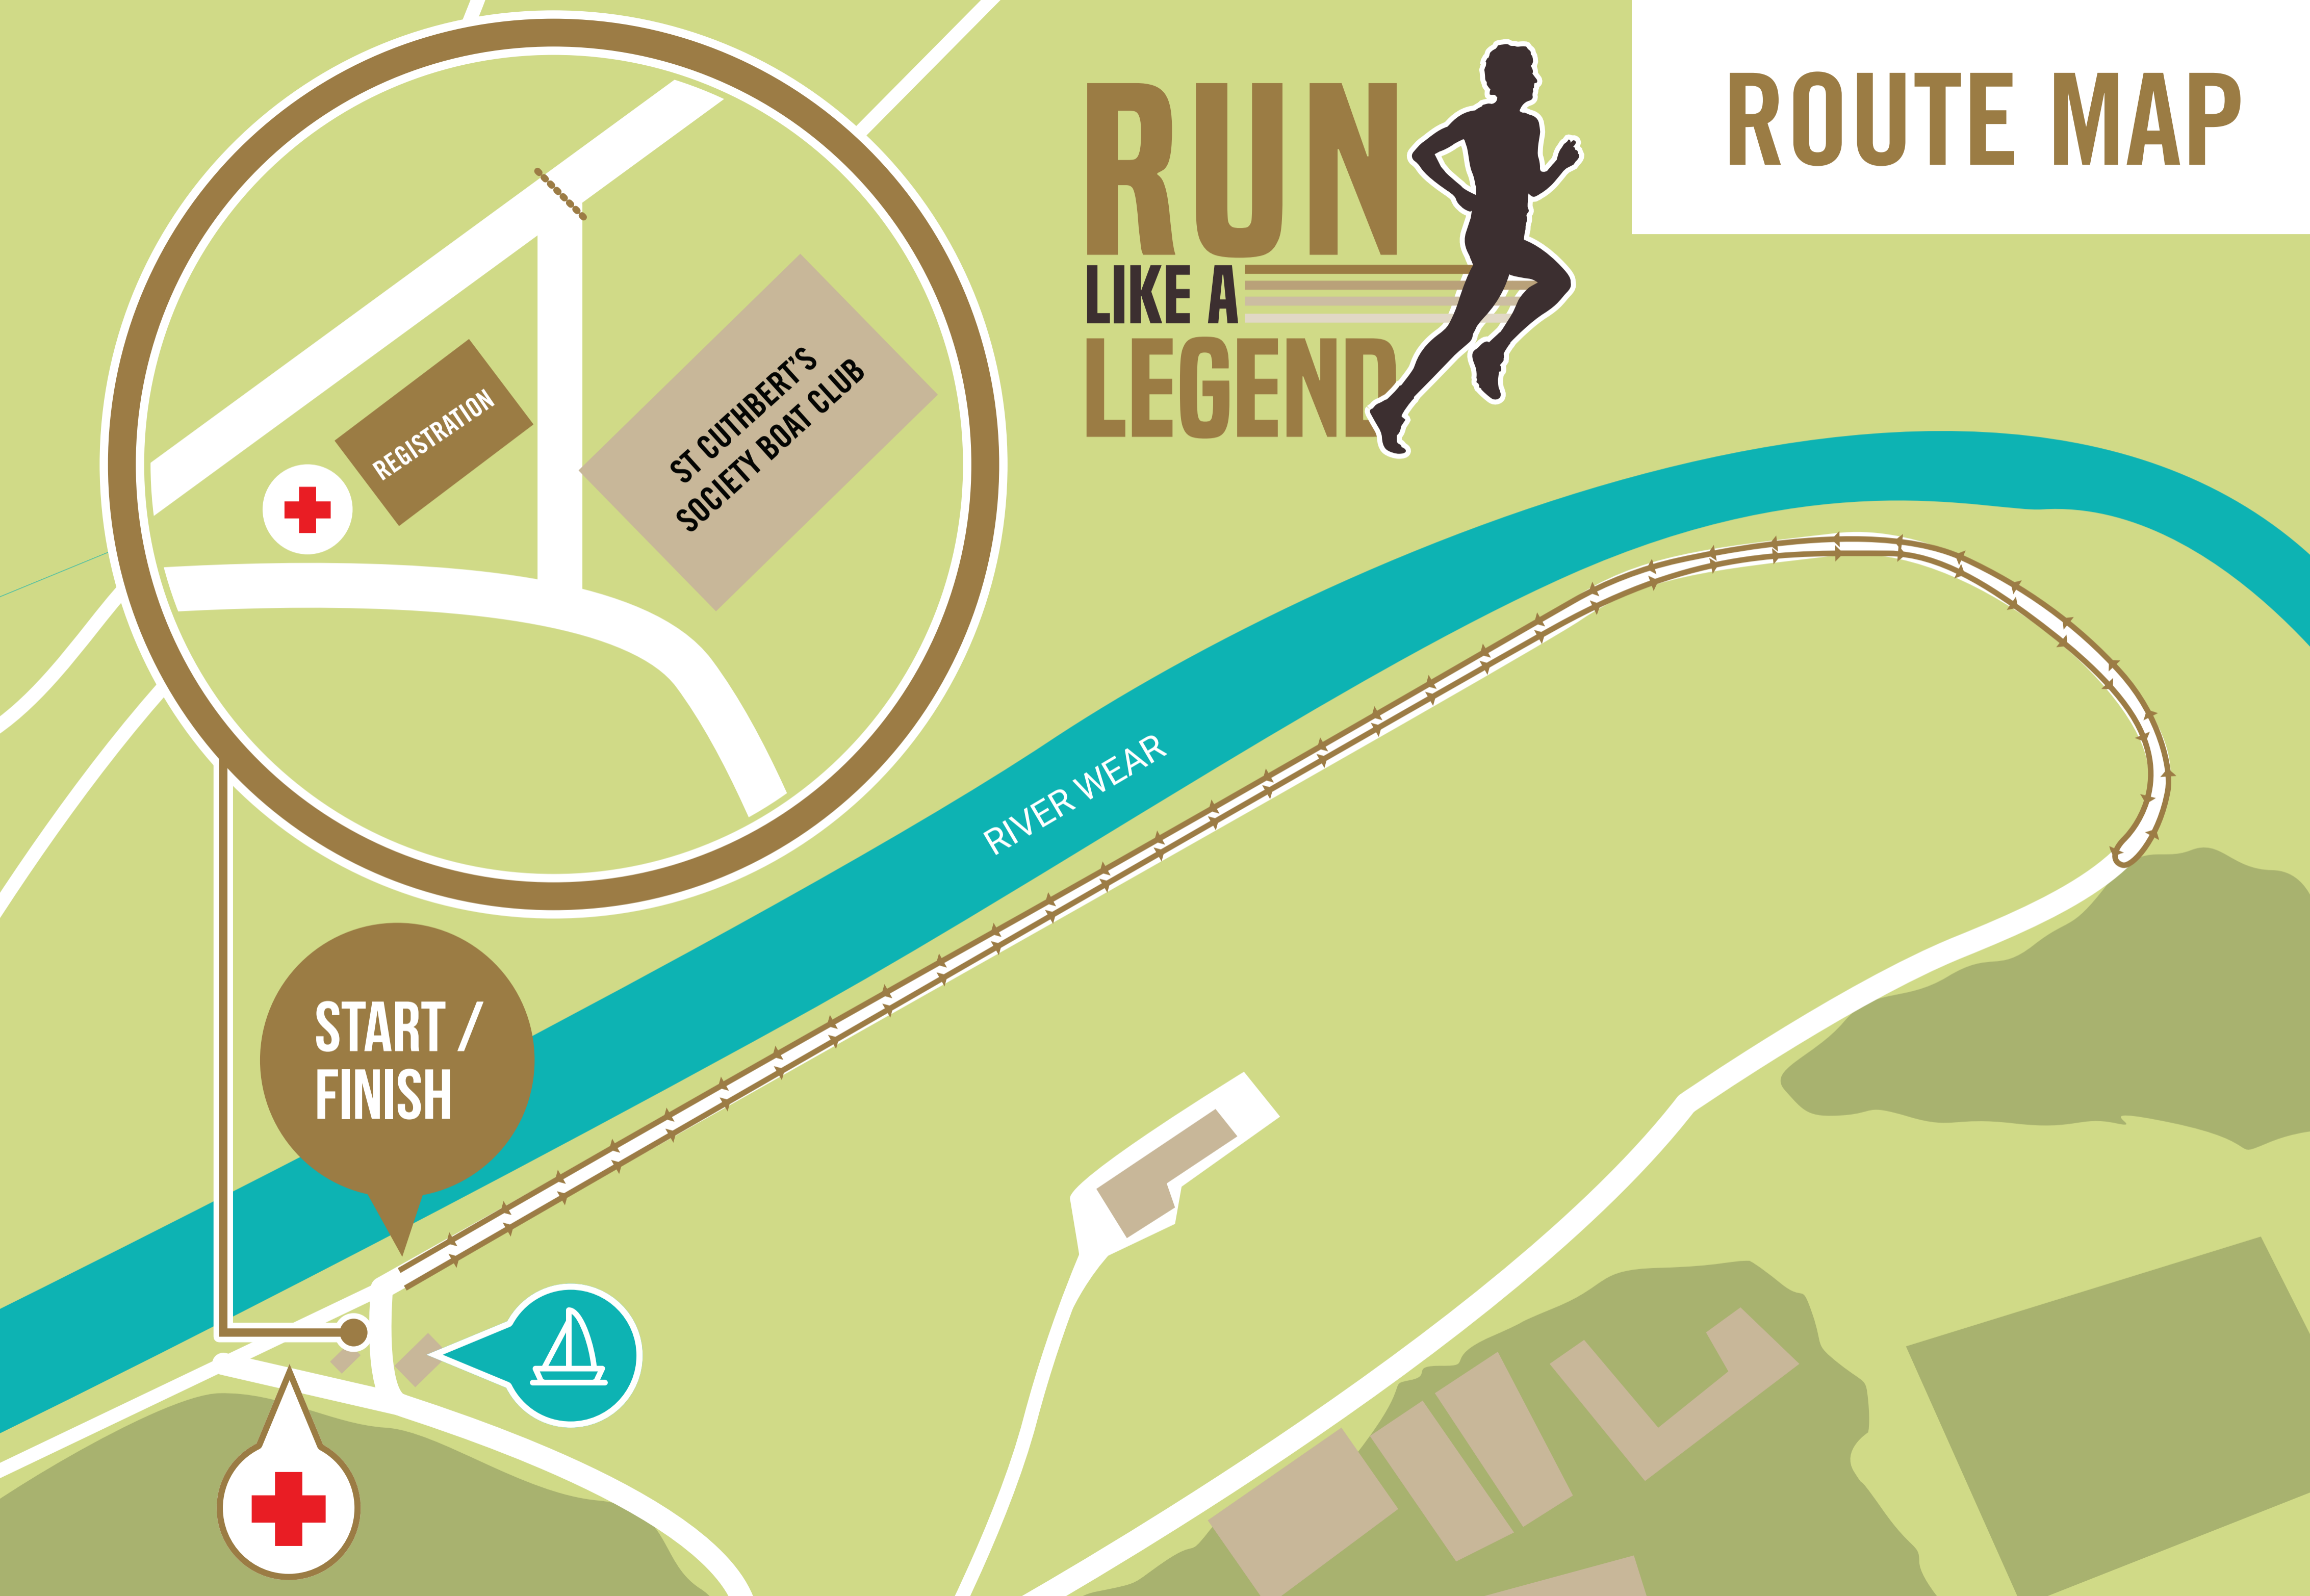 ROUTE MAP
RUN
LIKE A
LEGEND
REGISTRATION
ST CUTHBERT'S
SOCIETY BOAT CLUB
RIVER WEAR
START /
FINISH